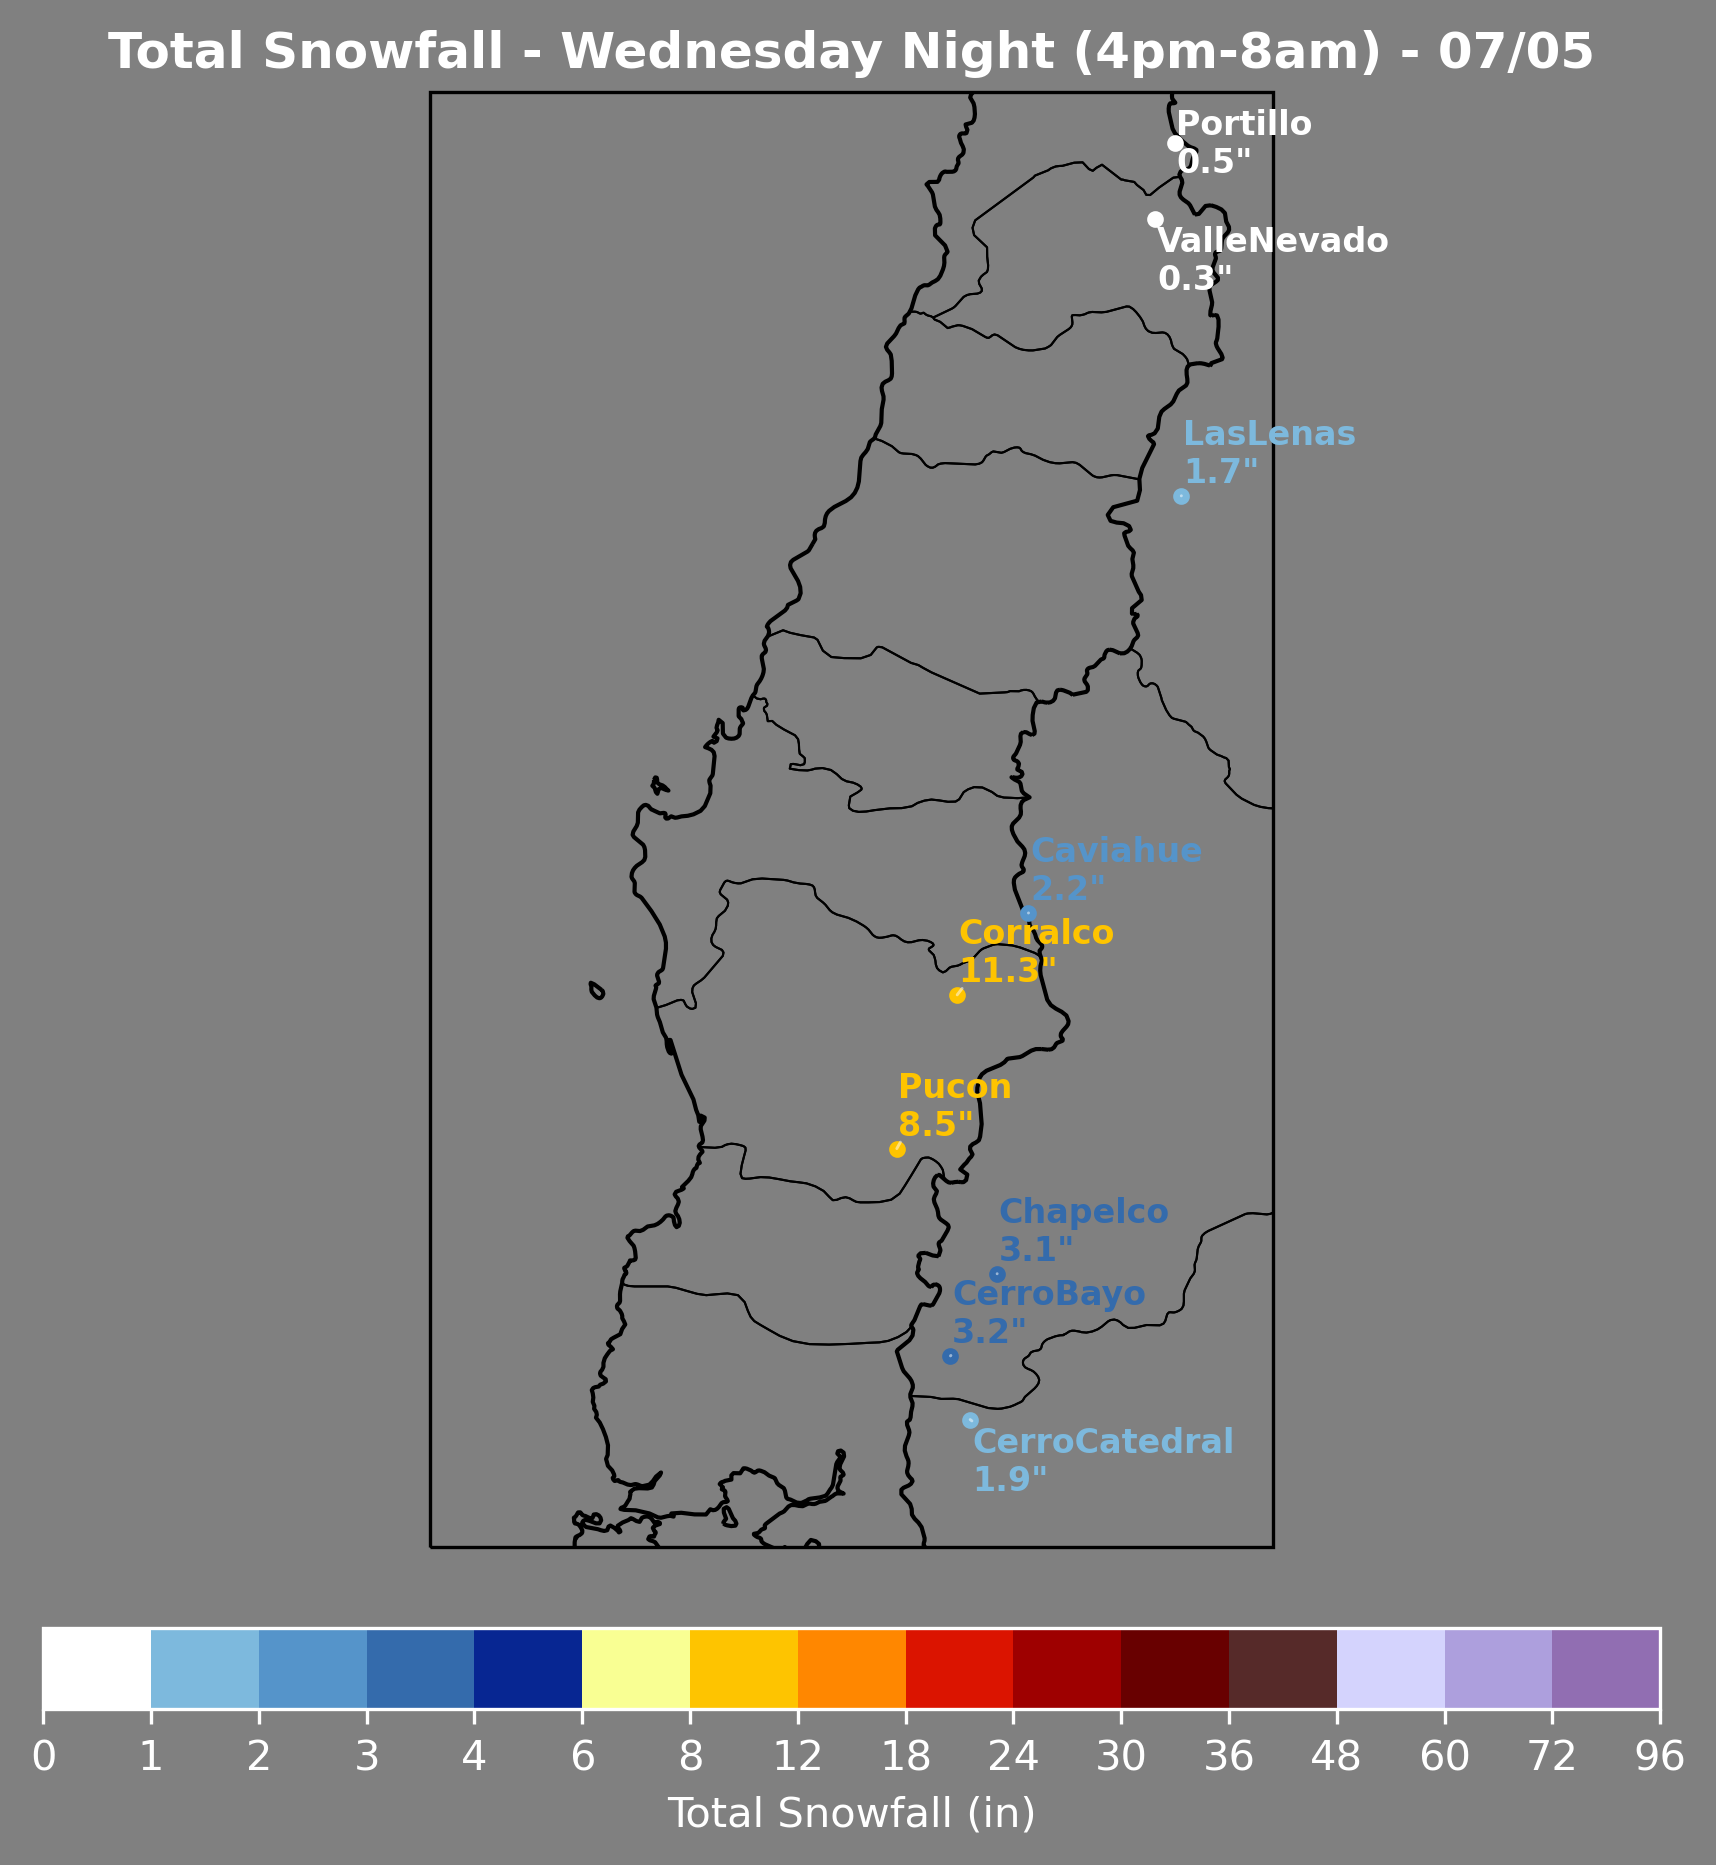 Total Snowfall - Wednesday Night (4pm-8am) - 07/05
Portillo
0.5"
ValleNevado
0.3"
LasLenas
1.7"
Caviahue
2.2"
Corralco
11.3"
Pucon
8.5"
Chapelco
3.1"
CerroBayo
3.2"
CerroCatedral
1.9"
0 1 2 3 4 6 8 12 18 24 30 36 48 60 72 96
Total Snowfall (in)